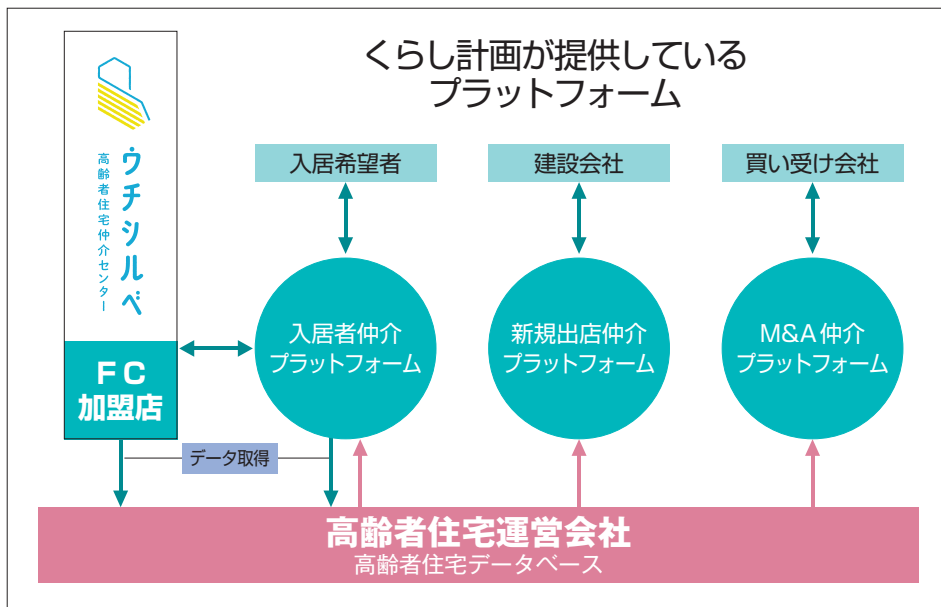 くらし計画が提供している
プラットフォーム
ウチシルベ
高齢者住宅仲介センター
FC
加盟店
入居希望者
建設会社
買い受け会社
入居者仲介
プラットフォーム
新規出店仲介
プラットフォーム
M&A仲介
プラットフォーム
データ取得
高齢者住宅運営会社
高齢者住宅データベース